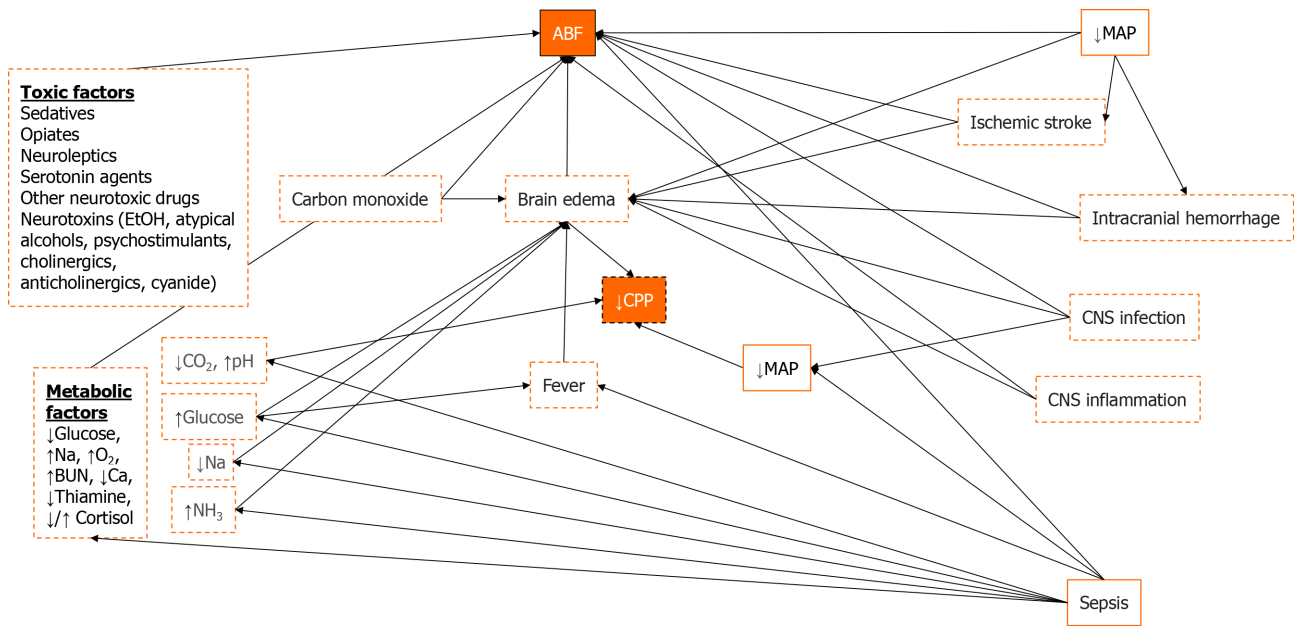 ABF
↓MAP
Toxic factors
Sedatives
Opiates
Neuroleptics
Serotonin agents
Other neurotoxic drugs
Neurotoxins (EtOH, atypical
alcohols, psychostimulants,
cholinergics,
anticholinergics, cyanide)
Ischemic stroke
Carbon monoxide
Brain edema
Intracranial hemorrhage
↓CPP
CNS infection
↓CO₂, ↑pH
Fever
↓MAP
CNS inflammation
Metabolic
factors
↓Glucose,
↑Na, ↑O₂,
↑BUN, ↓Ca,
↓Thiamine,
↓/↑ Cortisol
↑Glucose
↓Na
↑NH₃
Sepsis